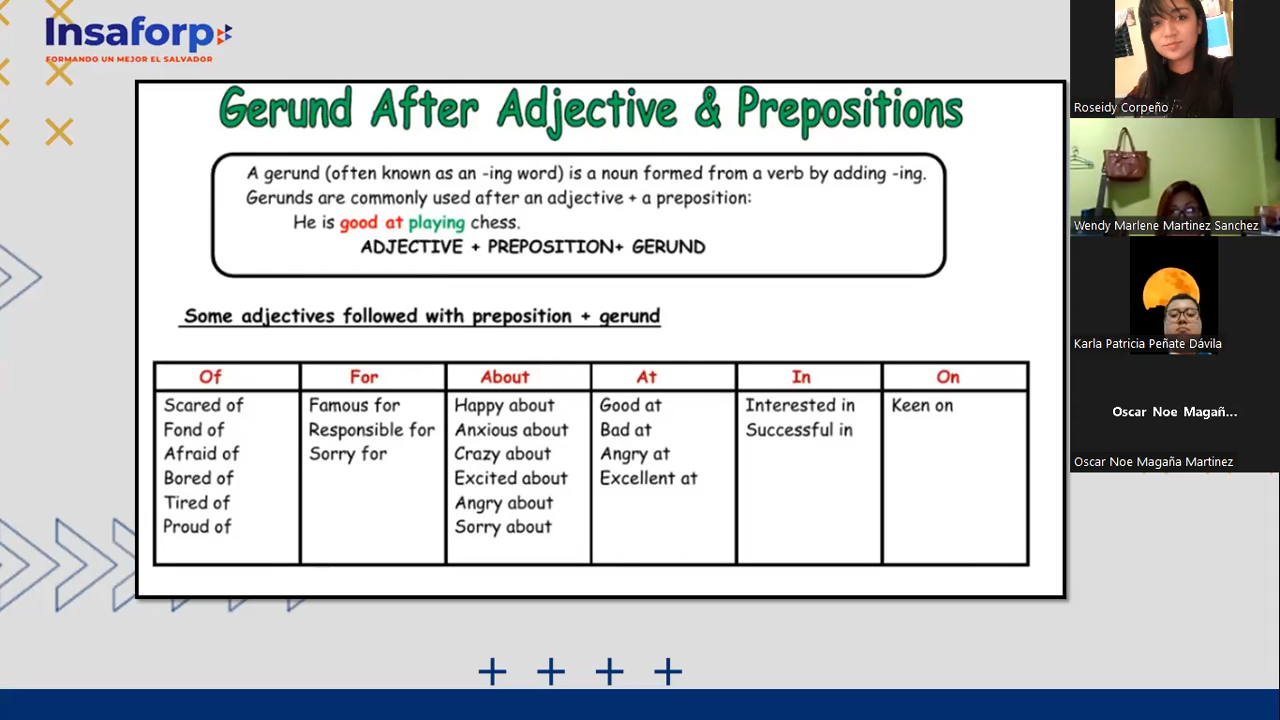 Insaforp
FORMANDO UN MEJOR EL SALVADOR
Gerund After Adjective & Prepositions
A gerund (often known as an -ing word) is a noun formed from a verb by adding -ing.
Gerunds are commonly used after an adjective + a preposition:
He is good at playing chess.
ADJECTIVE + PREPOSITION+ GERUND
Some adjectives followed with preposition + gerund
Of For About At In On
Scared of Famous for Happy about Good at Interested in Keen on
Fond of Responsible for Anxious about Bad at Successful in
Afraid of Sorry for Crazy about Angry at
Bored of Excited about Excellent at
Tired of Angry about
Proud of Sorry about
Roseidy Corpeño
Wendy Marlene Martinez Sanchez
Karla Patricia Peñate Dávila
Oscar Noe Magañ...
Oscar Noe Magaña Martinez